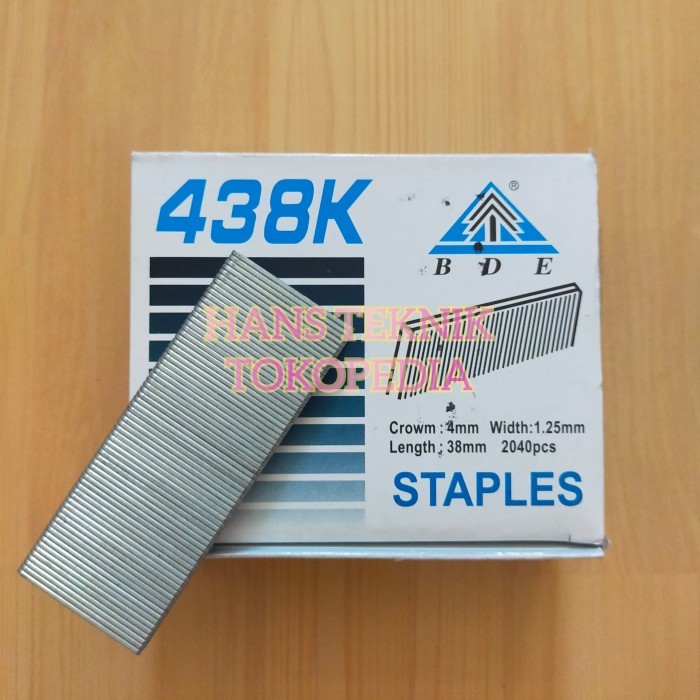 438K
®
BDE
HANS TEKNIK
TOKOPEDIA
Crowm : 4mm Width:1.25mm
Length : 38mm 2040pcs
STAPLES